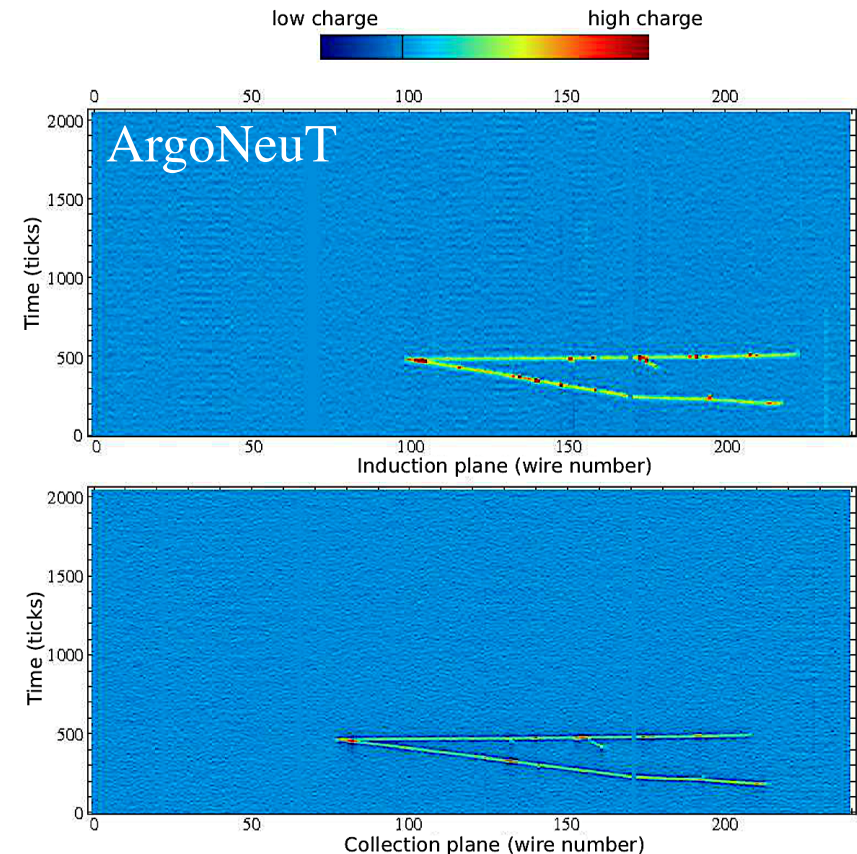 low charge high charge
0 50 100 150 200
2000
ArgoNeuT
1500
Time (ticks)
1000
500
0
0 50 100 150 200
Induction plane (wire number)
2000
1500
Time (ticks)
1000
500
0
0 50 100 150 200
Collection plane (wire number)